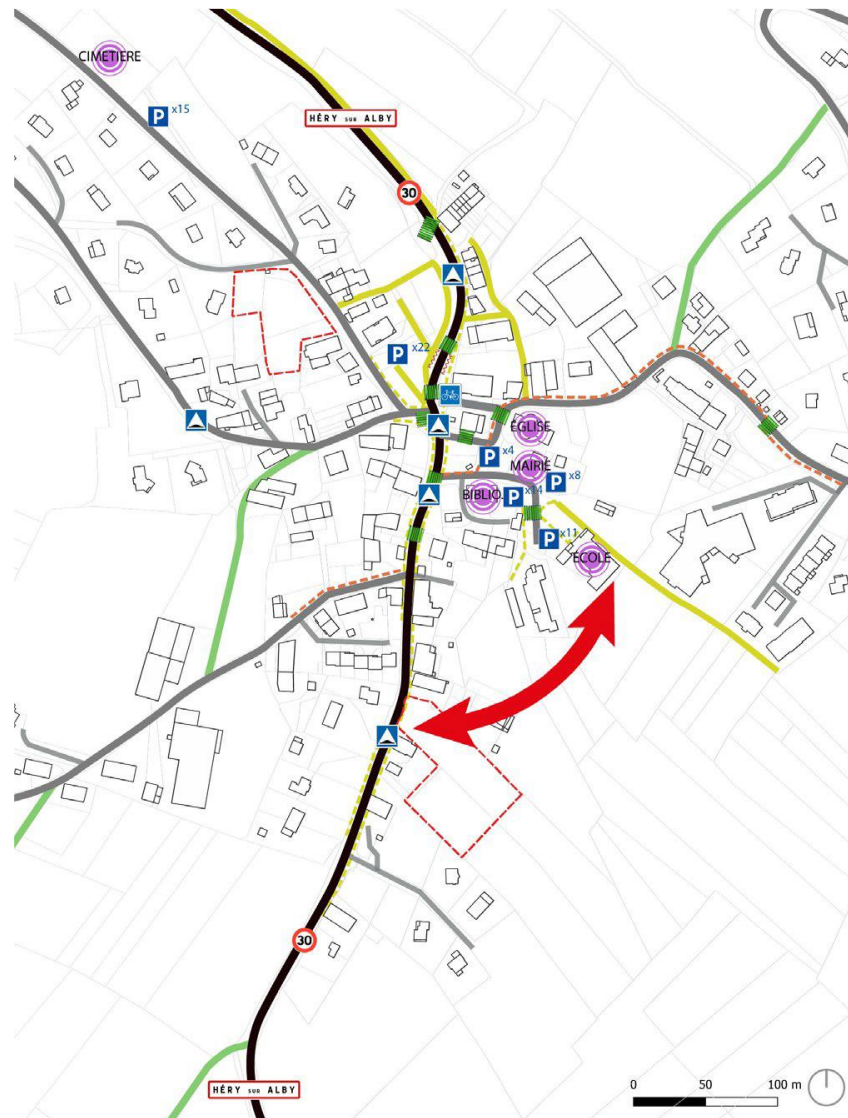 CIMETIERE
P x15
HÉRY SUR ALBY
30
P x22
EGLISE
P x4
MAIRIE
P x8
BIBLIO.
P x14
P x11
ECOLE
30
HÉRY SUR ALBY
0 50 100 m